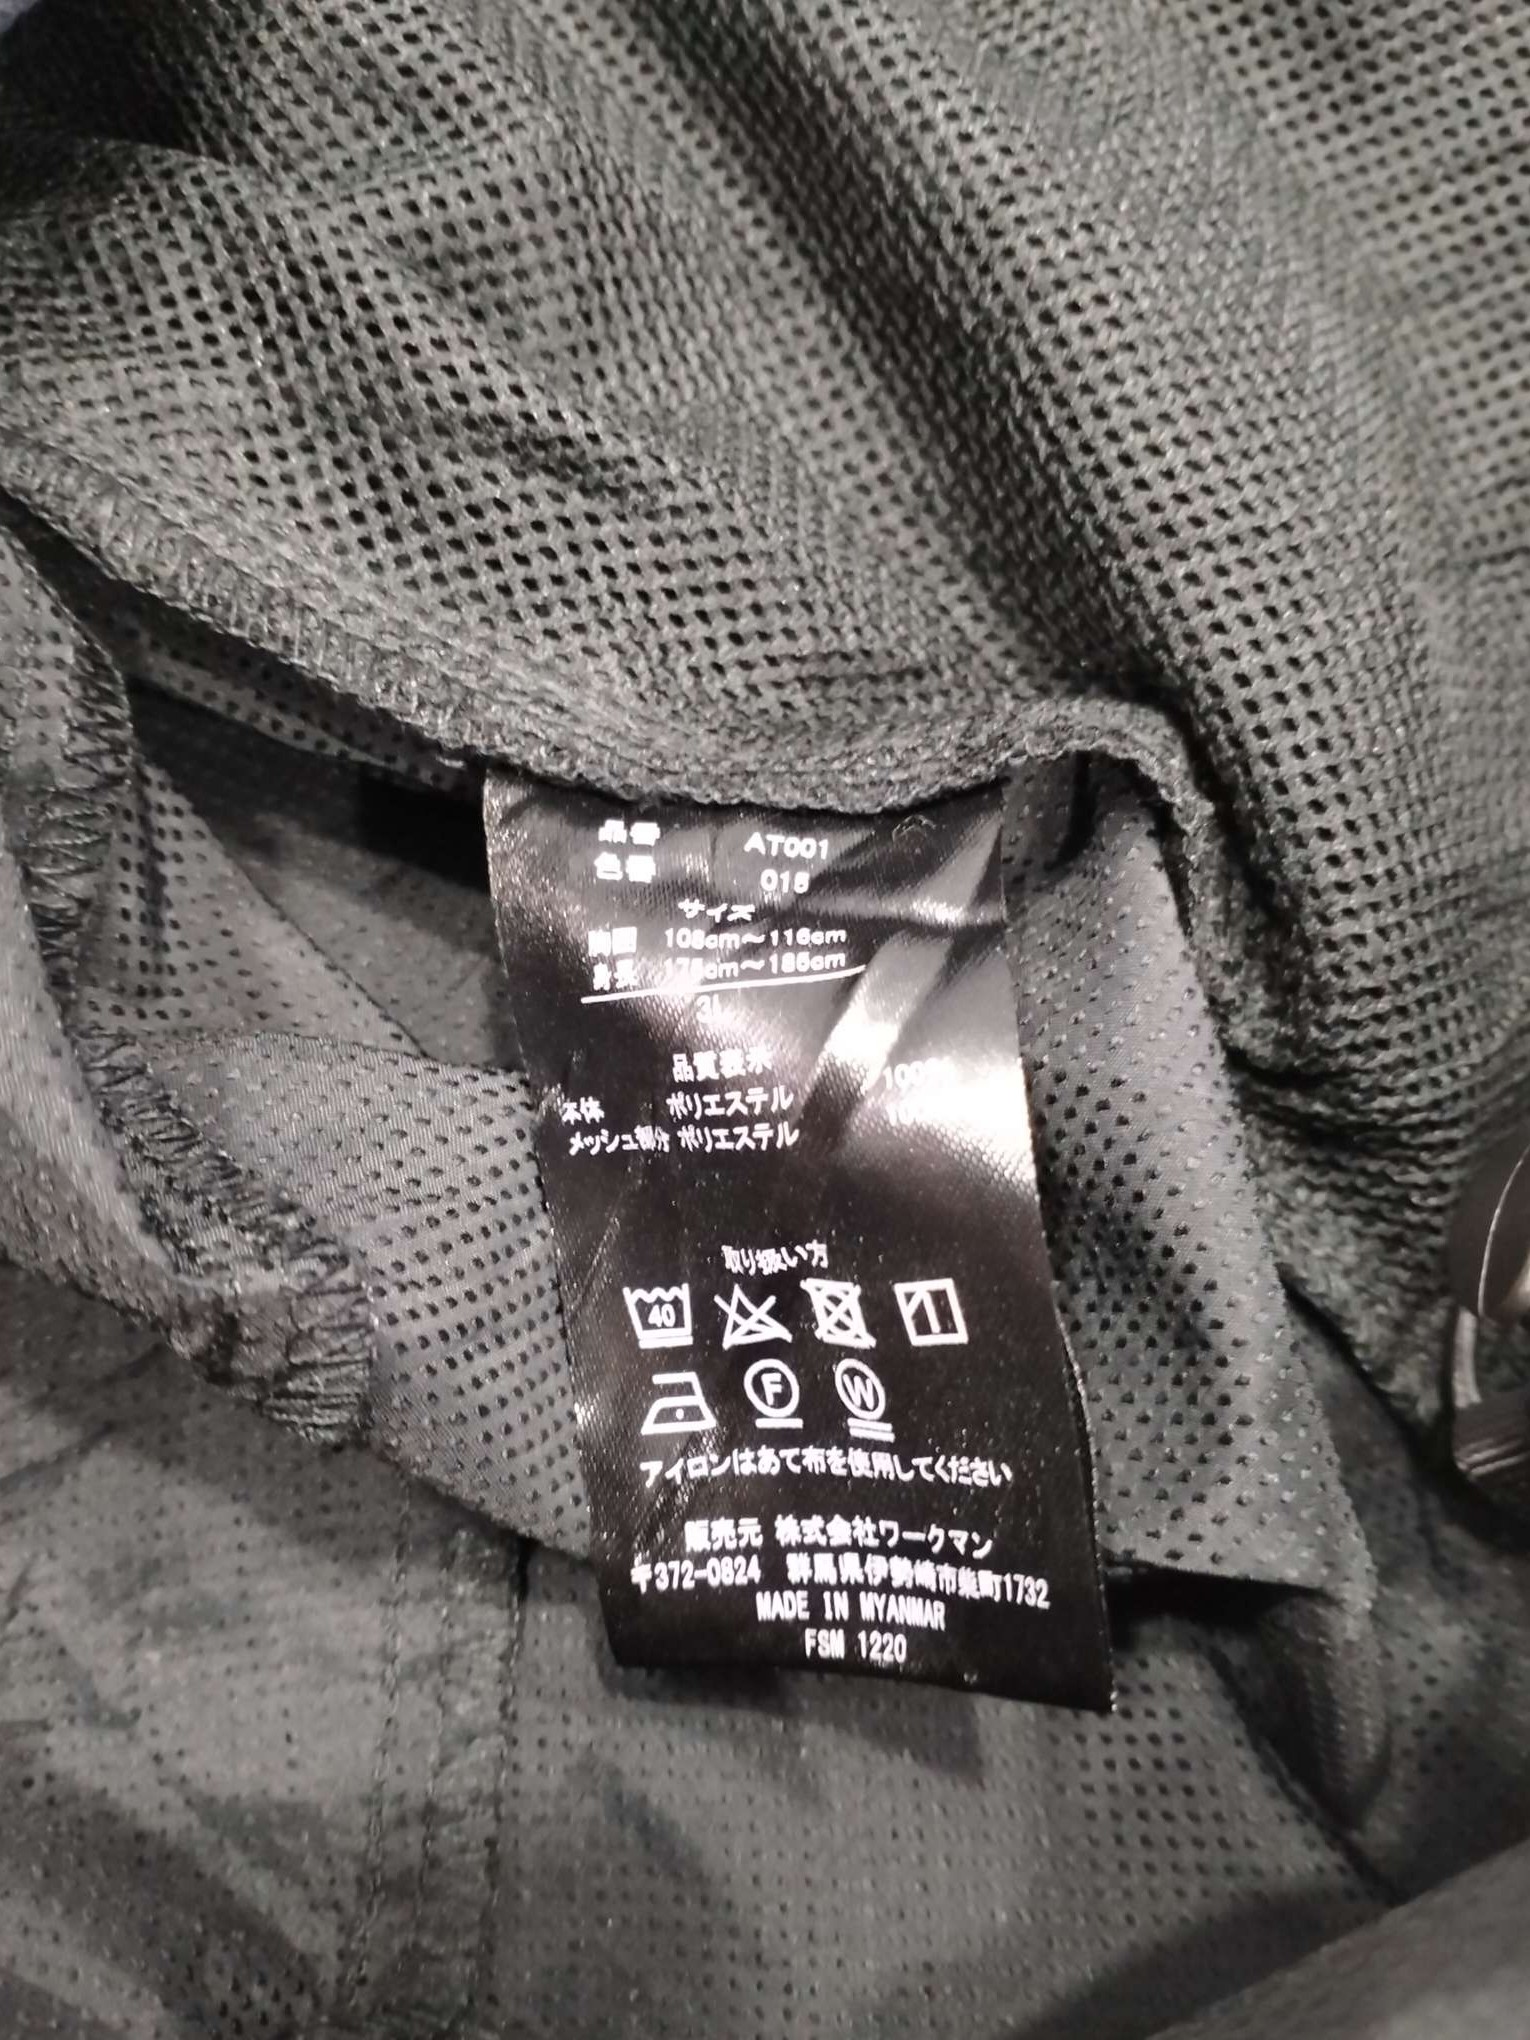 品番 AT001
色番 015
サイズ
胸囲 108cm～116cm
身長 175cm～185cm
3L
品質表示
本体 ポリエステル 100%
メッシュ部分 ポリエステル
取り扱い方
40
F W
アイロンはあて布を使用してください
販売元 株式会社ワークマン
〒372-0824 群馬県伊勢崎市柴町1732
MADE IN MYANMAR
FSM 1220